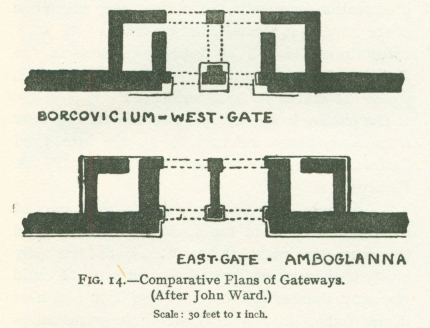 BORCOVICIUM-WEST·GATE
EAST·GATE · AMBOGLANNA
FIG. 14.—Comparative Plans of Gateways.
(After John Ward.)
Scale: 30 feet to 1 inch.